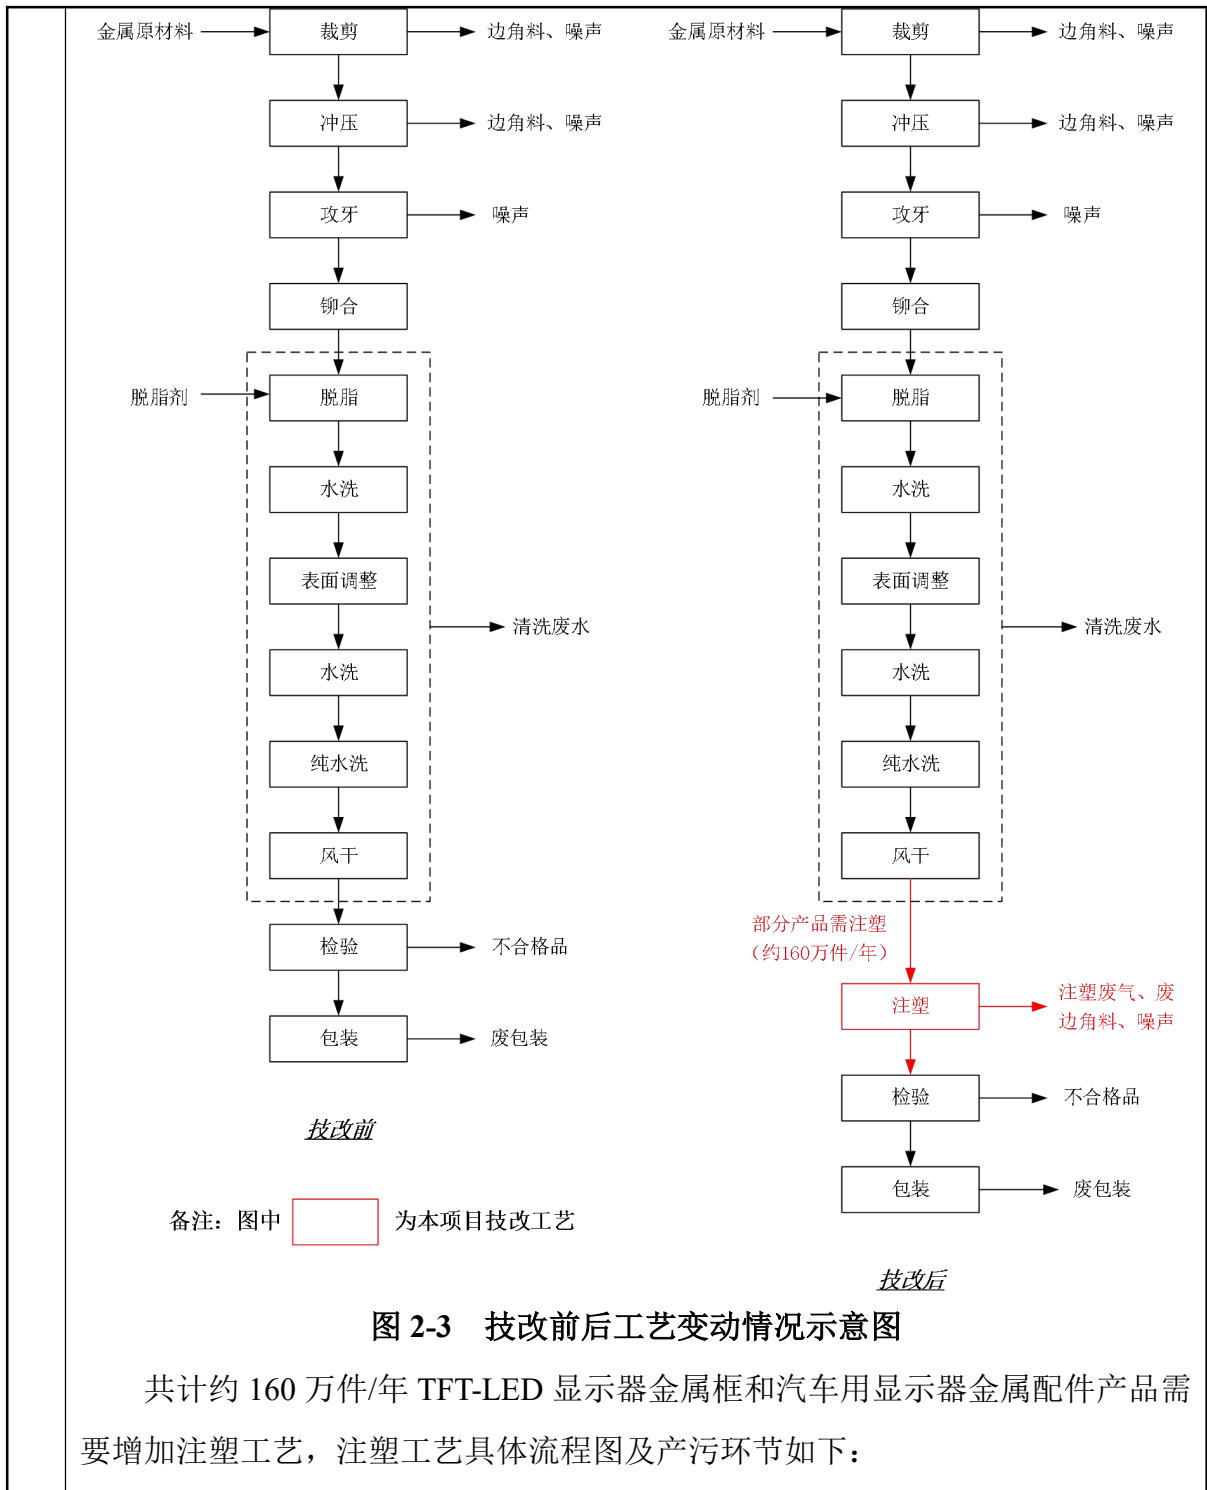 金属原材料 裁剪 边角料、噪声
冲压 边角料、噪声
攻牙 噪声
铆合
脱脂剂 脱脂
水洗
表面调整
清洗废水
水洗
纯水洗
风干
检验 不合格品
包装 废包装
技改前
备注：图中 为本项目技改工艺
金属原材料 裁剪 边角料、噪声
冲压 边角料、噪声
攻牙 噪声
铆合
脱脂剂 脱脂
水洗
表面调整
清洗废水
水洗
纯水洗
风干
部分产品需注塑
（约160万件/年）
注塑 注塑废气、废
边角料、噪声
检验 不合格品
包装 废包装
技改后
图 2-3 技改前后工艺变动情况示意图
共计约 160 万件/年 TFT-LED 显示器金属框和汽车用显示器金属配件产品需
要增加注塑工艺，注塑工艺具体流程图及产污环节如下：